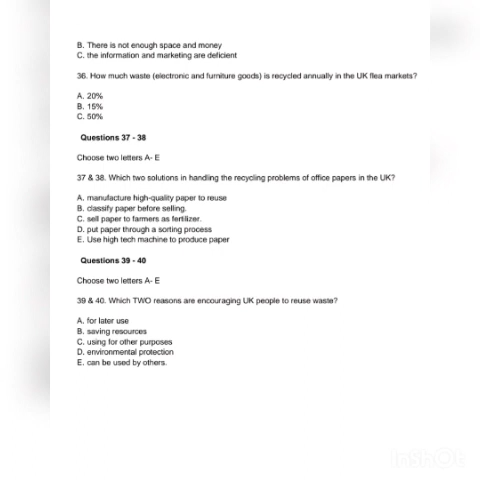 B. There is not enough space and money
C. the information and marketing are deficient
36. How much waste (electronic and furniture goods) is recycled annually in the UK flea markets?
A. 20%
B. 15%
C. 50%
Questions 37 - 38
Choose two letters A- E
37 & 38. Which two solutions in handling the recycling problems of office papers in the UK?
A. manufacture high-quality paper to reuse
B. classify paper before selling.
C. sell paper to farmers as fertilizer.
D. put paper through a sorting process
E. Use high tech machine to produce paper
Questions 39 - 40
Choose two letters A- E
39 & 40. Which TWO reasons are encouraging UK people to reuse waste?
A. for later use
B. saving resources
C. using for other purposes
D. environmental protection
E. can be used by others.
InShOt